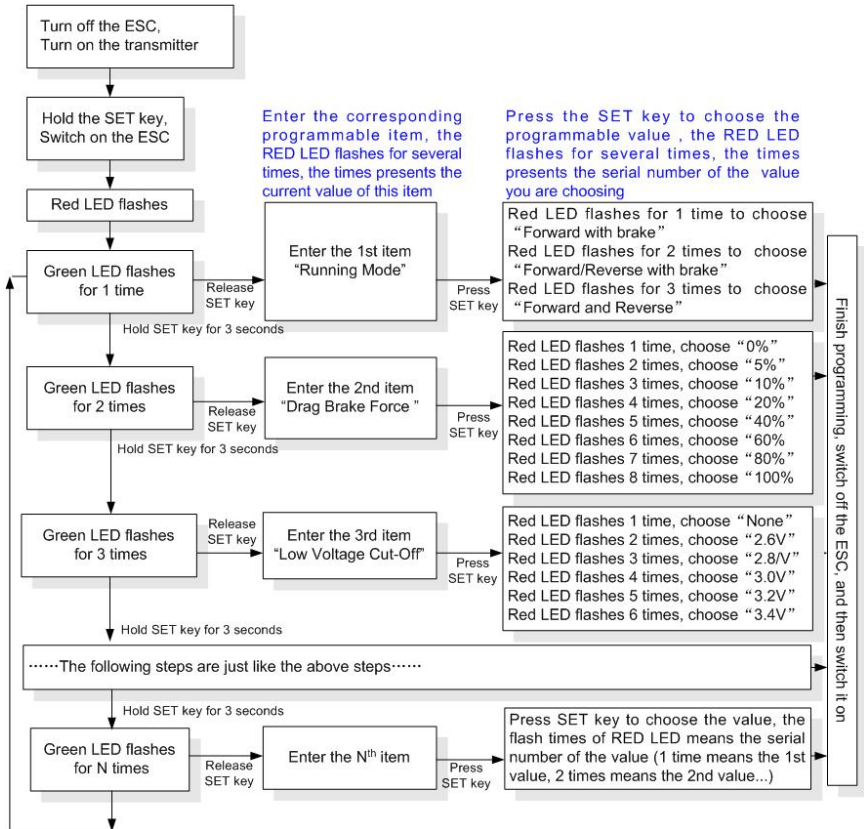 Turn off the ESC,
Turn on the transmitter
Hold the SET key,
Switch on the ESC
Enter the corresponding
programmable item, the
RED LED flashes for several
times, the times presents the
current value of this item
Press the SET key to choose the
programmable value , the RED LED
flashes for several times, the times
presents the serial number of the value
you are choosing
Red LED flashes
Green LED flashes
for 1 time
Release
SET key
Enter the 1st item
“Running Mode”
Press
SET key
Red LED flashes for 1 time to choose
“Forward with brake”
Red LED flashes for 2 times to choose
“Forward/Reverse with brake”
Red LED flashes for 3 times to choose
“Forward and Reverse”
Hold SET key for 3 seconds
Green LED flashes
for 2 times
Release
SET key
Enter the 2nd item
“Drag Brake Force ”
Press
SET key
Red LED flashes 1 time, choose “0%”
Red LED flashes 2 times, choose “5%”
Red LED flashes 3 times, choose “10%”
Red LED flashes 4 times, choose “20%”
Red LED flashes 5 times, choose “40%”
Red LED flashes 6 times, choose “60%
Red LED flashes 7 times, choose “80%”
Red LED flashes 8 times, choose “100%
Hold SET key for 3 seconds
Green LED flashes
for 3 times
Release
SET key
Enter the 3rd item
“Low Voltage Cut-Off”
Press
SET key
Red LED flashes 1 time, choose “None”
Red LED flashes 2 times, choose “2.6V”
Red LED flashes 3 times, choose “2.8/V”
Red LED flashes 4 times, choose “3.0V”
Red LED flashes 5 times, choose “3.2V”
Red LED flashes 6 times, choose “3.4V”
Hold SET key for 3 seconds
······The following steps are just like the above steps······
Hold SET key for 3 seconds
Green LED flashes
for N times
Release
SET key
Enter the Nth item
Press
SET key
Press SET key to choose the value, the
flash times of RED LED means the serial
number of the value (1 time means the 1st
value, 2 times means the 2nd value...)
Finish programming, switch off the ESC, and then switch it on